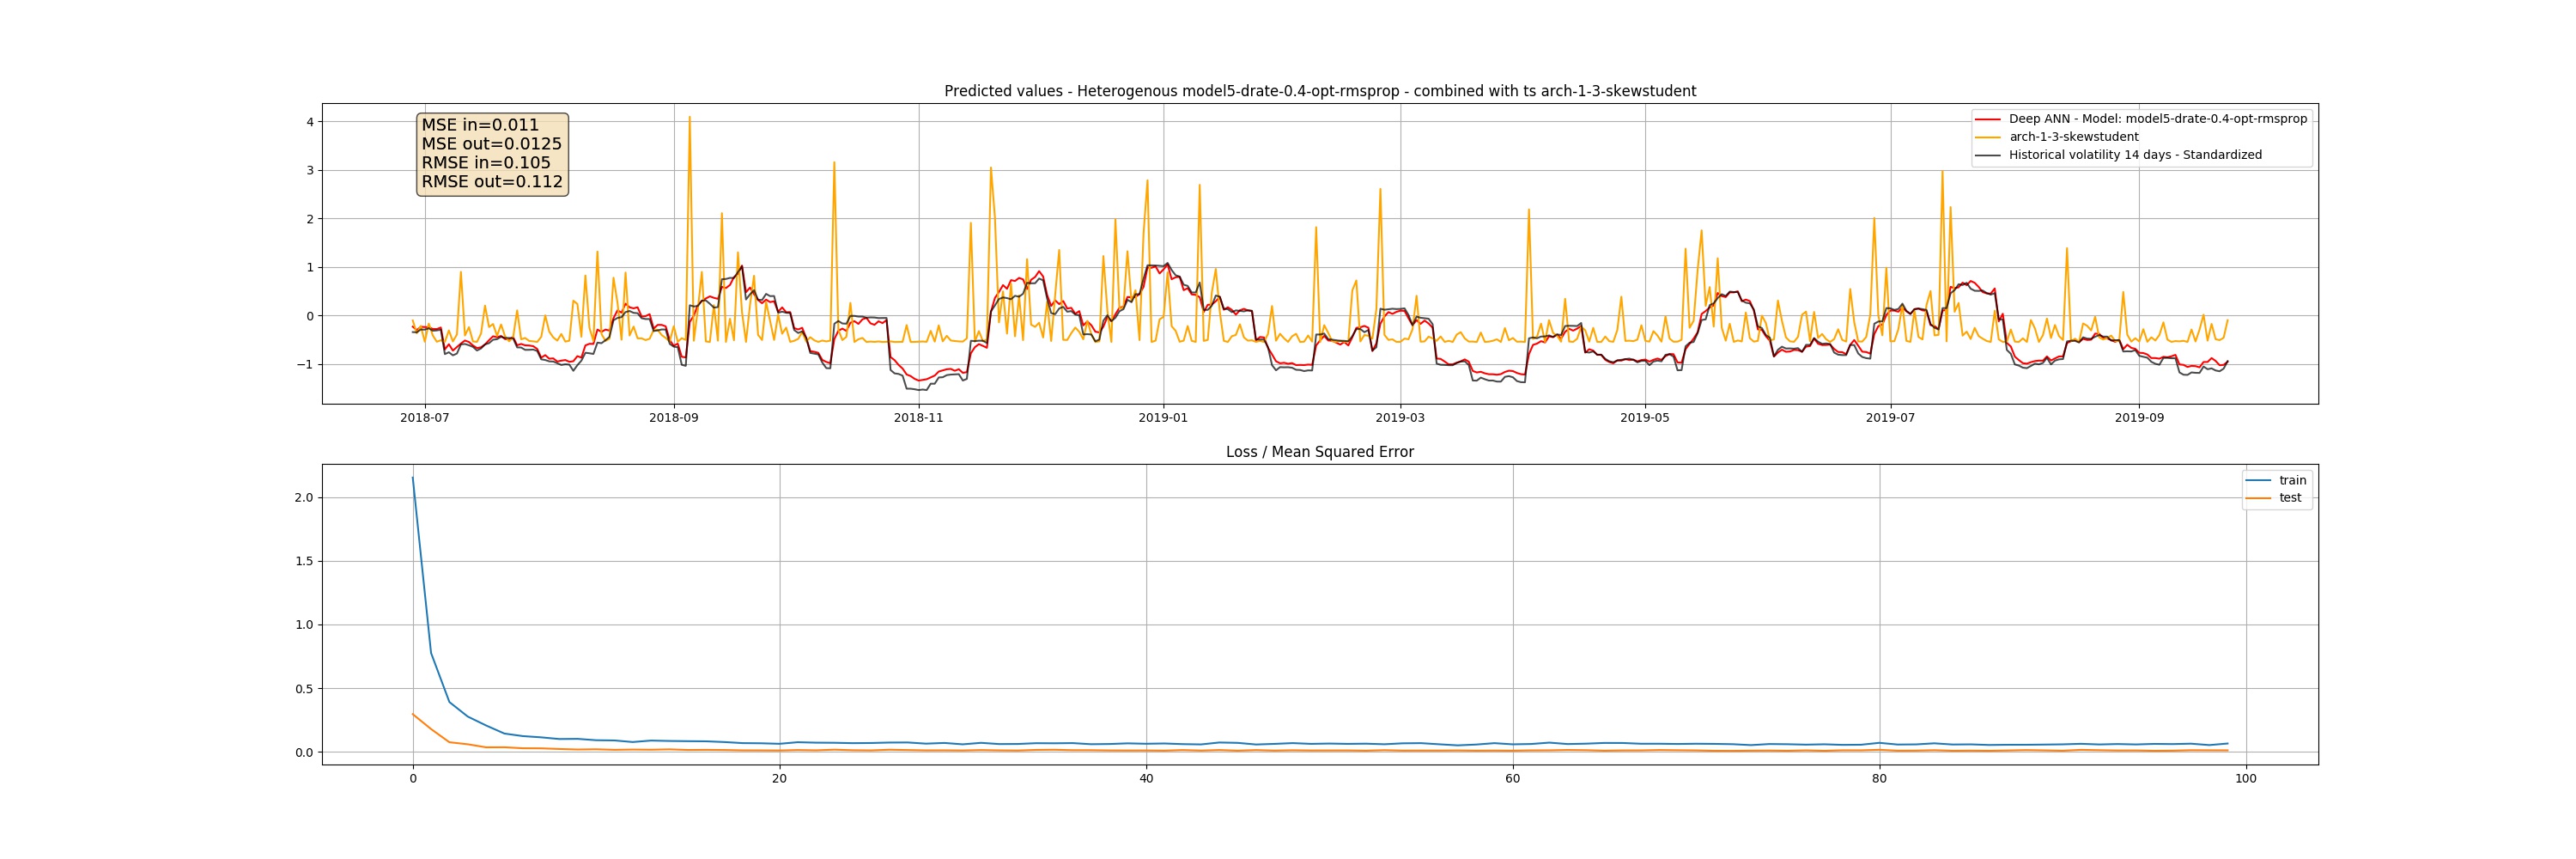 Predicted values - Heterogenous model5-drate-0.4-opt-rmsprop - combined with ts arch-1-3-skewstudent
MSE in=0.011
MSE out=0.0125
RMSE in=0.105
RMSE out=0.112
Deep ANN - Model: model5-drate-0.4-opt-rmsprop
arch-1-3-skewstudent
Historical volatility 14 days - Standardized
4
3
2
1
0
−1
2018-07 2018-09 2018-11 2019-01 2019-03 2019-05 2019-07 2019-09
Loss / Mean Squared Error
train
test
2.0
1.5
1.0
0.5
0.0
0 20 40 60 80 100